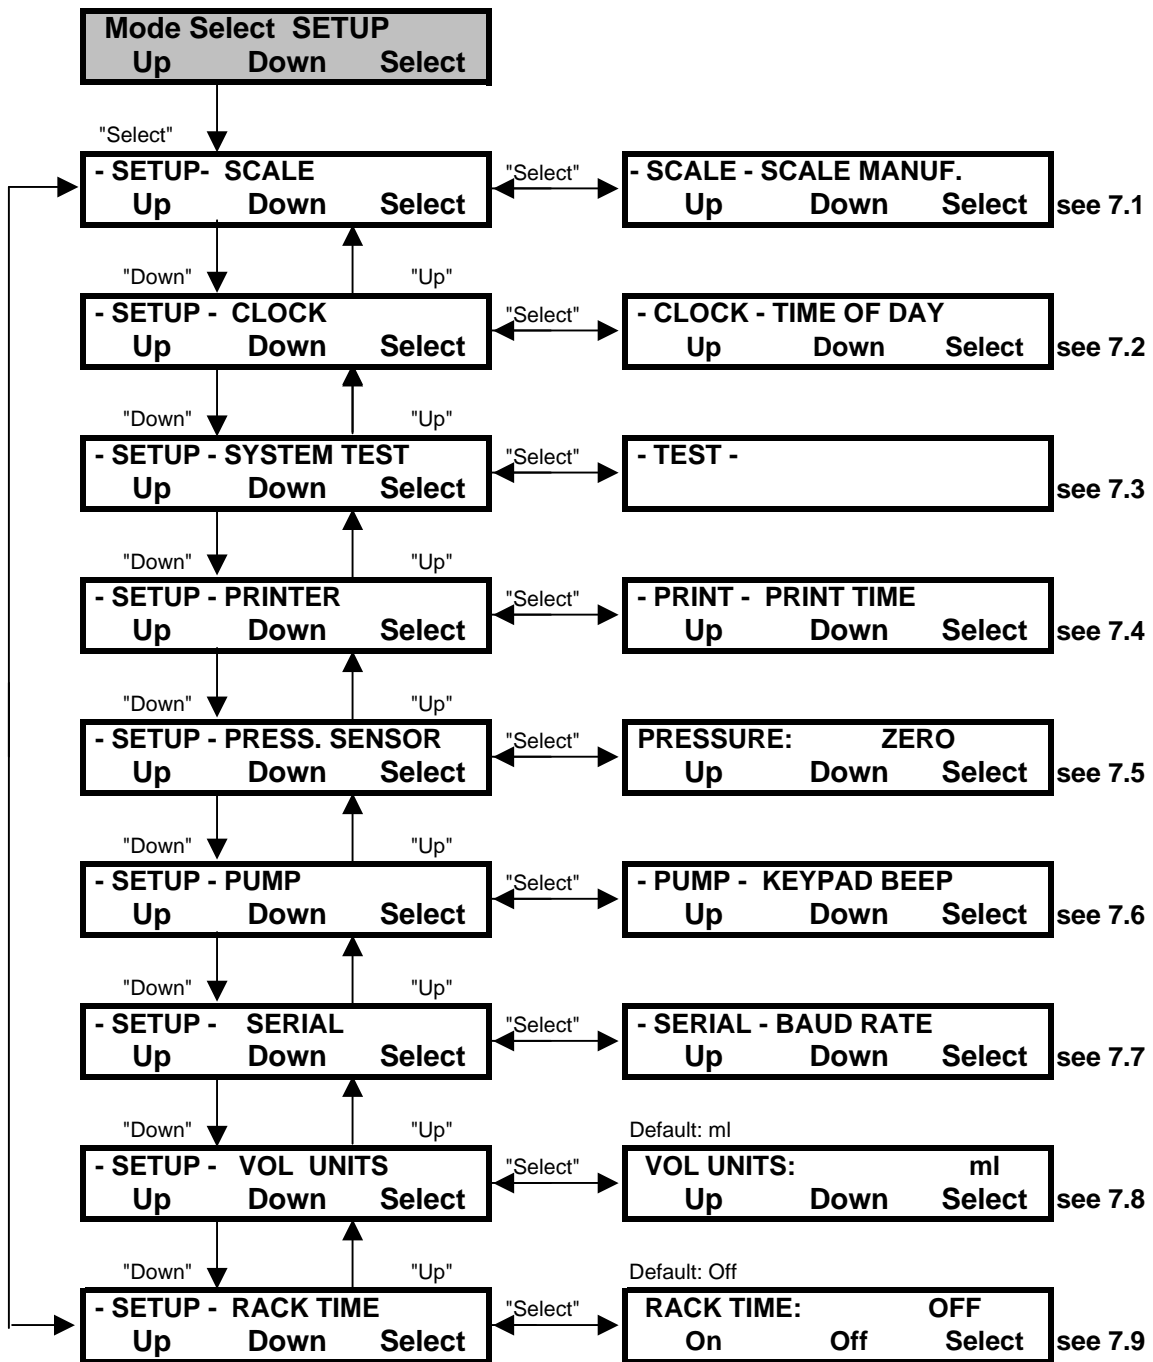 Mode Select SETUP
Up Down Select
"Select"
- SETUP- SCALE
Up Down Select
"Select"
- SCALE - SCALE MANUF.
Up Down Select
see 7.1
"Down" "Up"
- SETUP - CLOCK
Up Down Select
"Select"
- CLOCK - TIME OF DAY
Up Down Select
see 7.2
"Down" "Up"
- SETUP - SYSTEM TEST
Up Down Select
"Select"
- TEST -
see 7.3
"Down" "Up"
- SETUP - PRINTER
Up Down Select
"Select"
- PRINT - PRINT TIME
Up Down Select
see 7.4
"Down" "Up"
- SETUP - PRESS. SENSOR
Up Down Select
"Select"
PRESSURE: ZERO
Up Down Select
see 7.5
"Down" "Up"
- SETUP - PUMP
Up Down Select
"Select"
- PUMP - KEYPAD BEEP
Up Down Select
see 7.6
"Down" "Up"
- SETUP - SERIAL
Up Down Select
"Select"
- SERIAL - BAUD RATE
Up Down Select
see 7.7
"Down" "Up"
- SETUP - VOL UNITS
Up Down Select
"Select"
Default: ml
VOL UNITS: ml
Up Down Select
see 7.8
"Down" "Up"
- SETUP - RACK TIME
Up Down Select
"Select"
Default: Off
RACK TIME: OFF
On Off Select
see 7.9